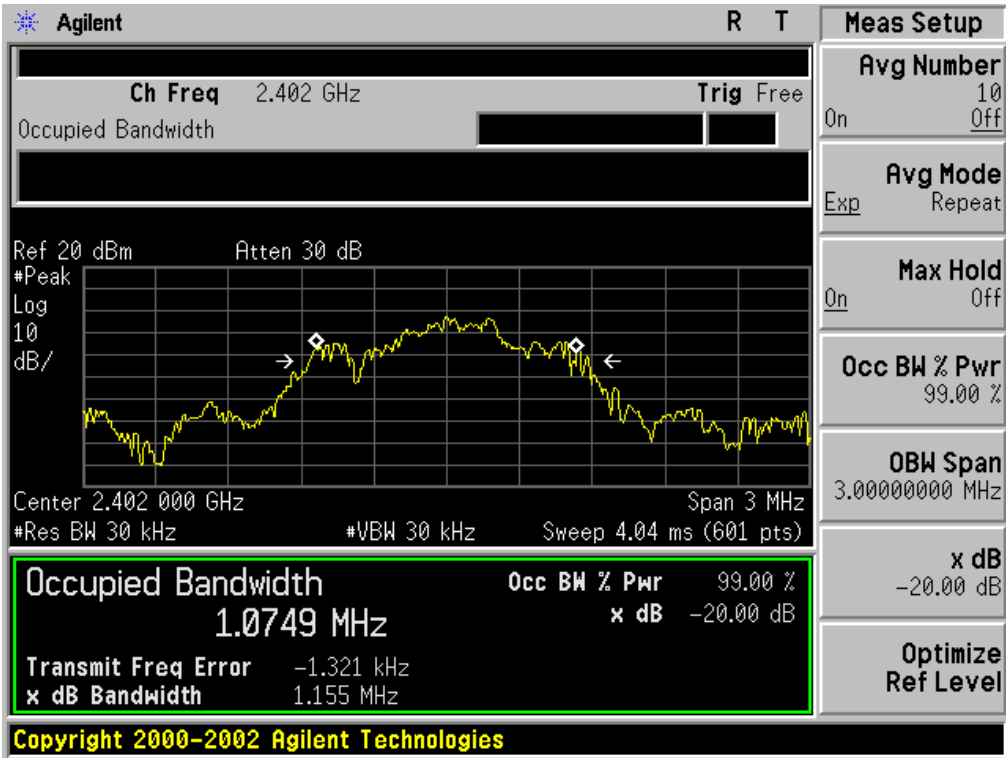 Agilent R T
Ch Freq 2.402 GHz Trig Free
Occupied Bandwidth
Ref 20 dBm Atten 30 dB
#Peak
Log
10
dB/
Center 2.402 000 GHz Span 3 MHz
#Res BW 30 kHz #VBW 30 kHz Sweep 4.04 ms (601 pts)
Occupied Bandwidth Occ BW % Pwr 99.00 %
1.0749 MHz x dB -20.00 dB
Transmit Freq Error -1.321 kHz
x dB Bandwidth 1.155 MHz
Copyright 2000-2002 Agilent Technologies
Meas Setup
Avg Number
10
On Off
Avg Mode
Exp Repeat
Max Hold
On Off
Occ BW % Pwr
99.00 %
OBW Span
3.00000000 MHz
x dB
-20.00 dB
Optimize
Ref Level